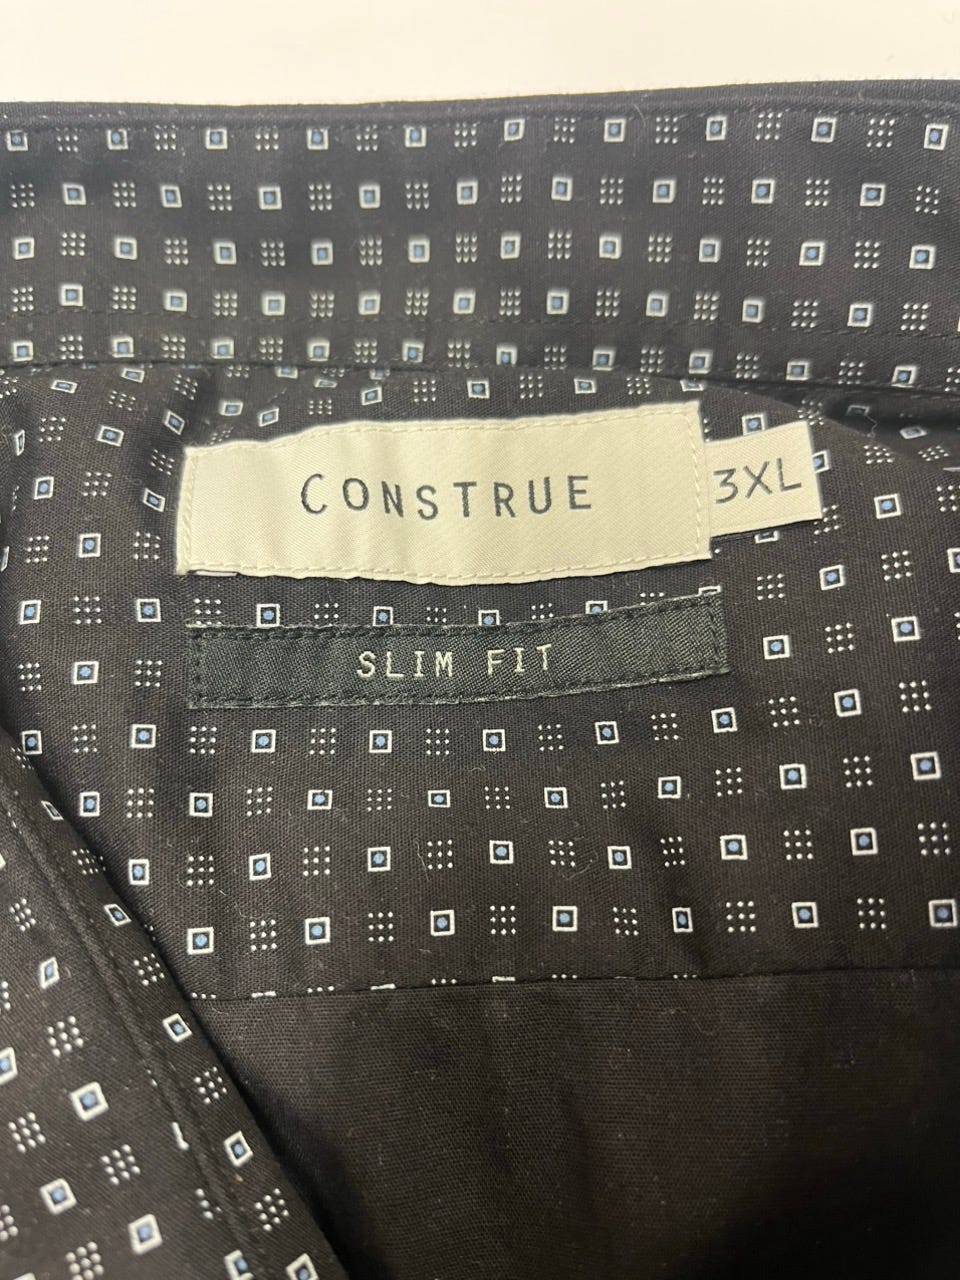 CONSTRUE
3XL
SLIM FIT